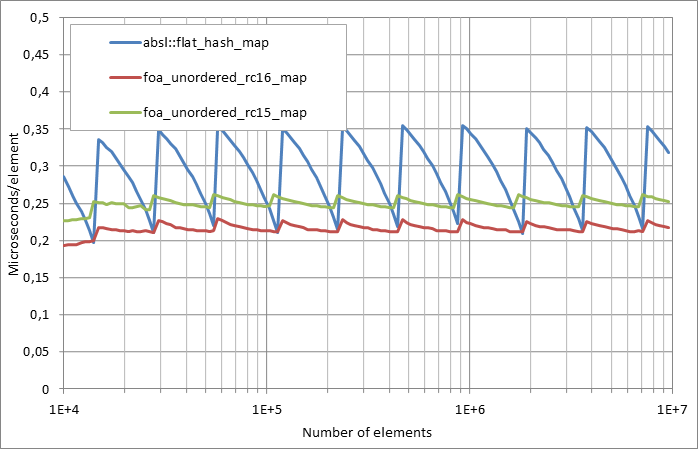 0,5
0,45
0,4
0,35
0,3
0,25
0,2
0,15
0,1
0,05
0
Microseconds/element
absl::flat_hash_map
foa_unordered_rc16_map
foa_unordered_rc15_map
1E+4 1E+5 1E+6 1E+7
Number of elements